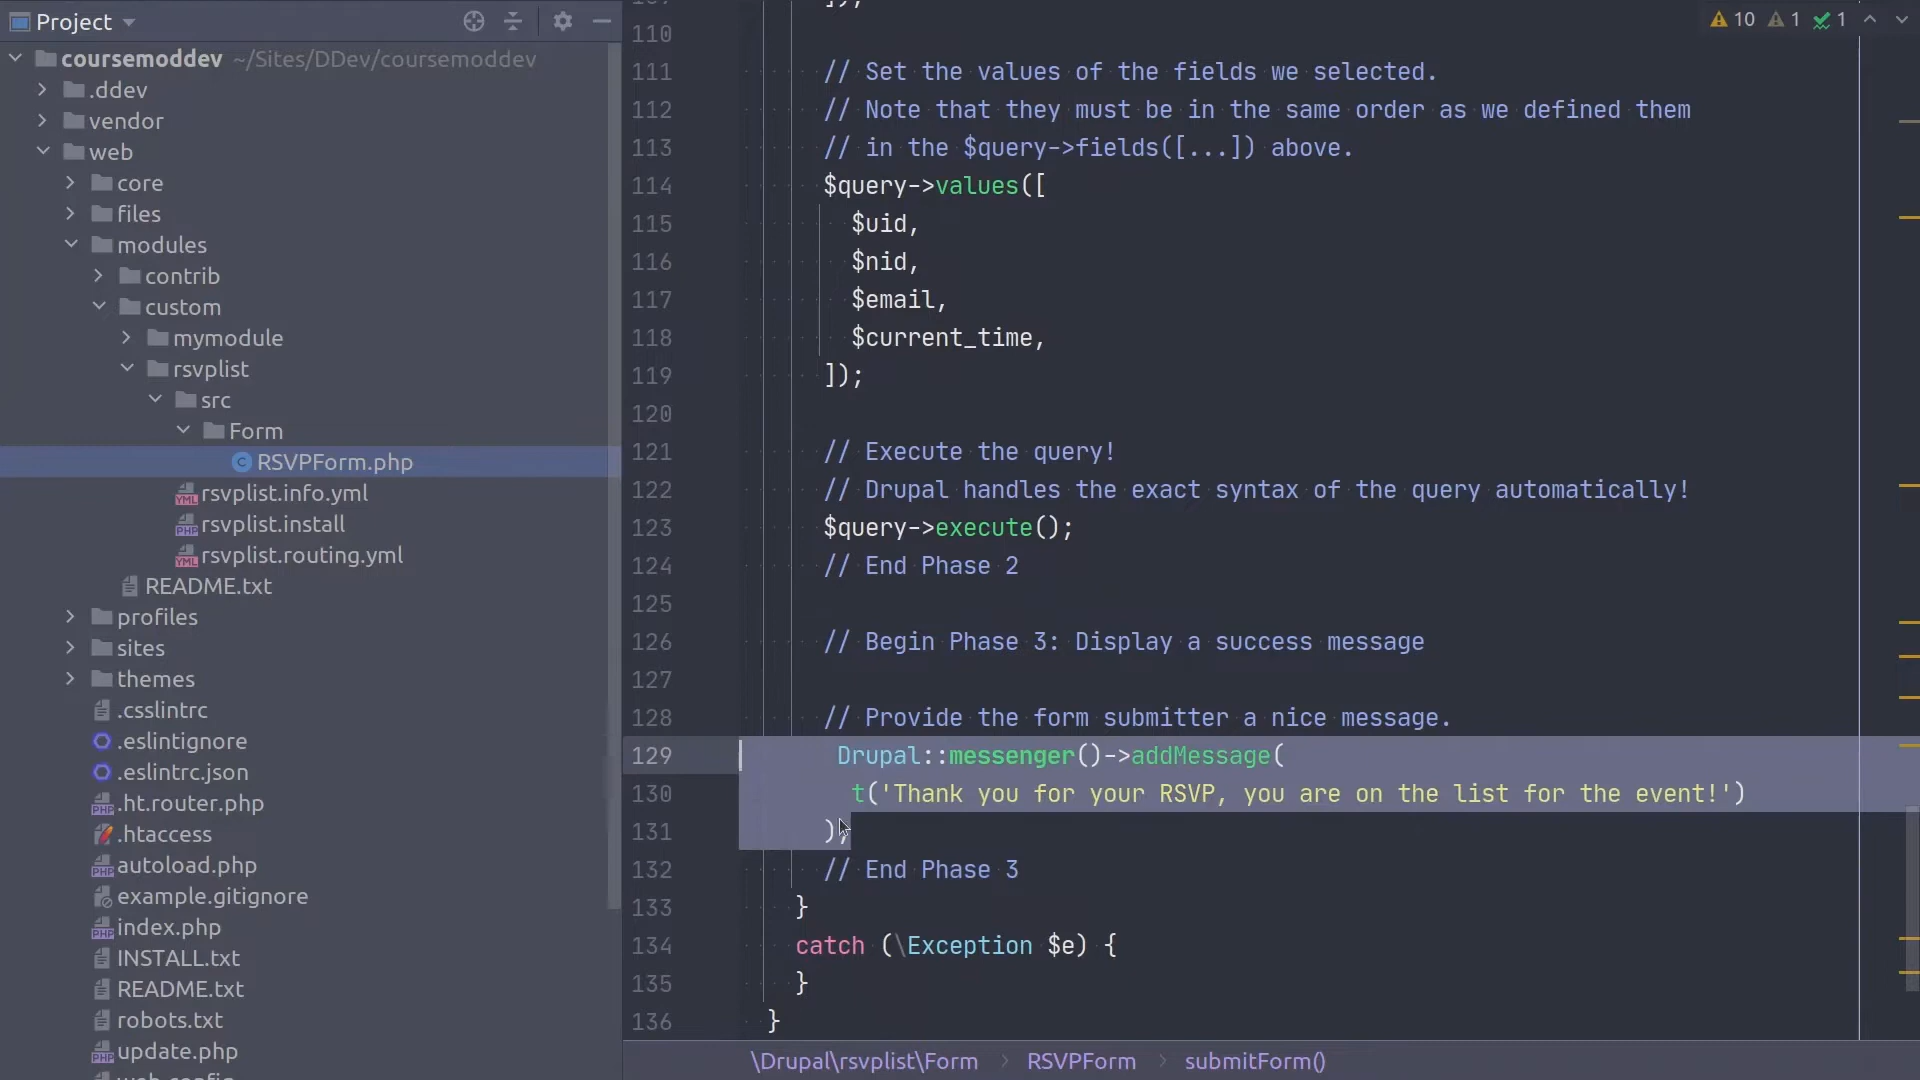 Project
coursemoddev ~/Sites/DDev/coursemoddev
.ddev
vendor
web
core
files
modules
contrib
custom
mymodule
rsvplist
src
Form
RSVPForm.php
rsvplist.info.yml
rsvplist.install
rsvplist.routing.yml
README.txt
profiles
sites
themes
.csslintrc
.eslintignore
.eslintrc.json
.ht.router.php
.htaccess
autoload.php
example.gitignore
index.php
INSTALL.txt
README.txt
robots.txt
update.php
10 1 1
110
111 // Set the values of the fields we selected.
112 // Note that they must be in the same order as we defined them
113 // in the $query->fields([...]) above.
114 $query->values([
115 $uid,
116 $nid,
117 $email,
118 $current_time,
119 ]);
120
121 // Execute the query!
122 // Drupal handles the exact syntax of the query automatically!
123 $query->execute();
124 // End Phase 2
125
126 // Begin Phase 3: Display a success message
127
128 // Provide the form submitter a nice message.
129 Drupal::messenger()->addMessage(
130 t('Thank you for your RSVP, you are on the list for the event!')
131 );
132 // End Phase 3
133 }
134 catch (\Exception $e) {
135 }
136 }
\Drupal\rsvplist\Form > RSVPForm > submitForm()